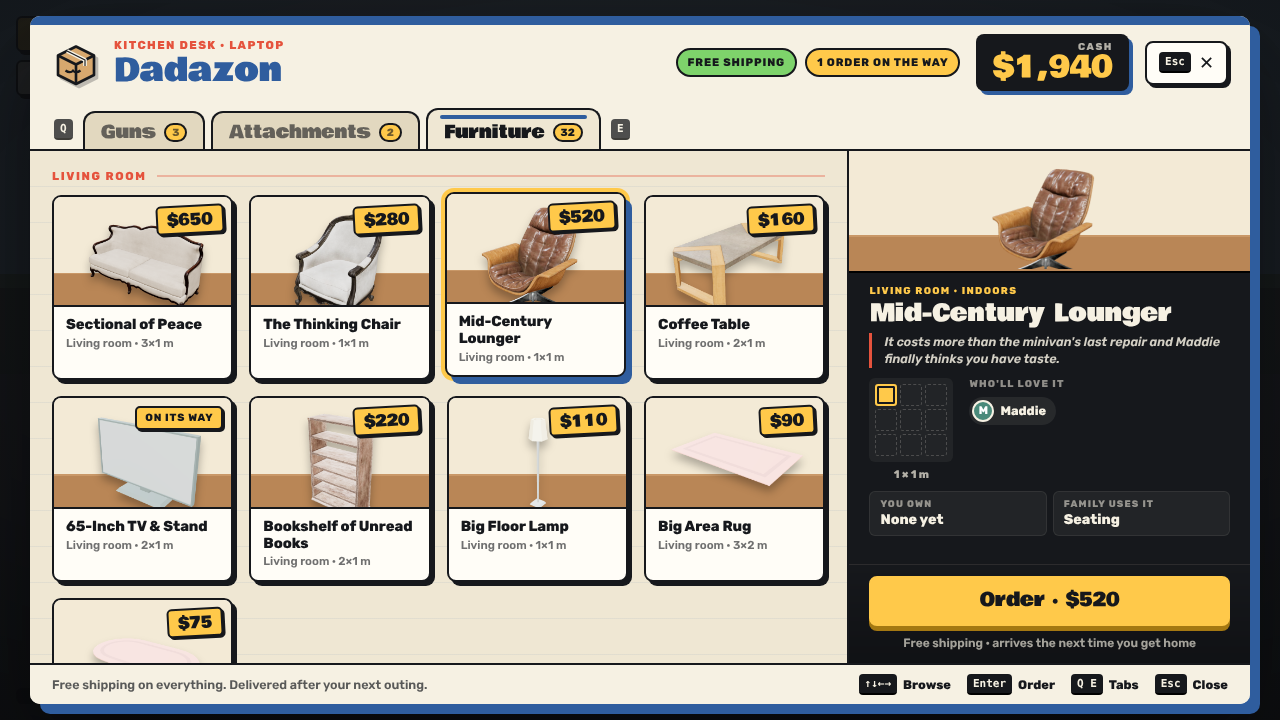 KITCHEN DESK • LAPTOP
Dadazon
FREE SHIPPING
1 ORDER ON THE WAY
CASH
$1,940
Esc ✕
Q
Guns 3
Attachments 2
Furniture 32
E
LIVING ROOM
$650
Sectional of Peace
Living room • 3×1 m
$280
The Thinking Chair
Living room • 1×1 m
$520
Mid-Century
Lounger
Living room • 1×1 m
$160
Coffee Table
Living room • 2×1 m
ON ITS WAY
65-Inch TV & Stand
Living room • 2×1 m
$220
Bookshelf of Unread
Books
Living room • 2×1 m
$110
Big Floor Lamp
Living room • 1×1 m
$90
Big Area Rug
Living room • 3×2 m
$75
LIVING ROOM • INDOORS
Mid-Century Lounger
It costs more than the minivan's last repair and Maddie
finally thinks you have taste.
1 × 1 m
WHO'LL LOVE IT
M Maddie
YOU OWN
None yet
FAMILY USES IT
Seating
Order • $520
Free shipping • arrives the next time you get home
Free shipping on everything. Delivered after your next outing.
↑↓←→ Browse Enter Order Q E Tabs Esc Close